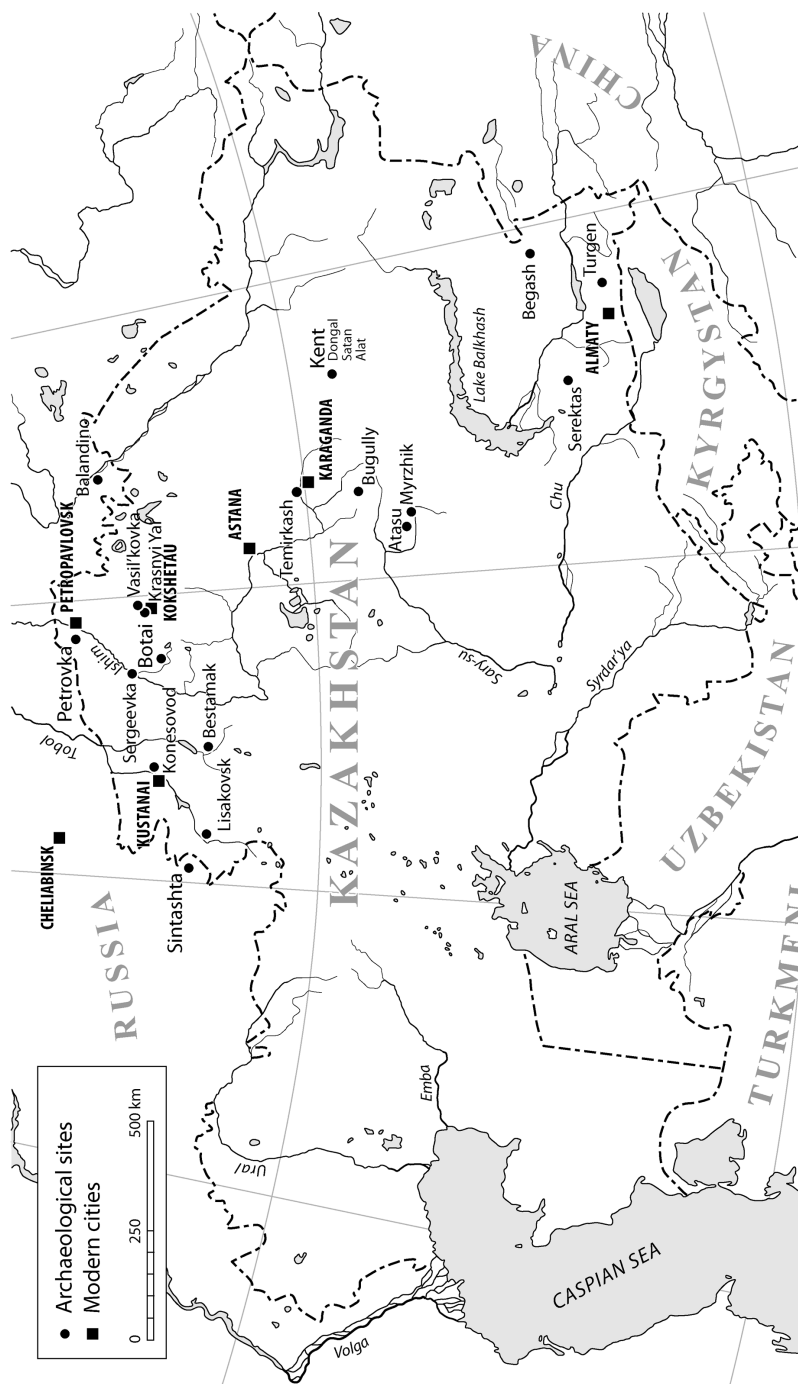 Archaeological sites
Modern cities
0
250
500 km
RUSSIA
CHELIABINSK
PETROPAVLOVSK
Petrovka
Balandino
Ishim
Tobol
Vasil'kovka
Krasnyi Yar
KOKSHETAU
Botai
Sergeevka
KUSTANAI
Konesovod
Bestamak
Lisakovsk
Sintashta
ASTANA
Temirkash
KARAGANDA
Kent
Dongal
Satan
Alat
Bugully
Atasu
Myrzhik
KAZAKHSTAN
Lake Balkhash
Begash
Turgen
ALMATY
Serektas
CHINA
Chu
Sary-su
Syrdar'ya
KYRGYSTAN
UZBEKISTAN
TURKMENI
ARAL SEA
Emba
Ural
Volga
CASPIAN SEA